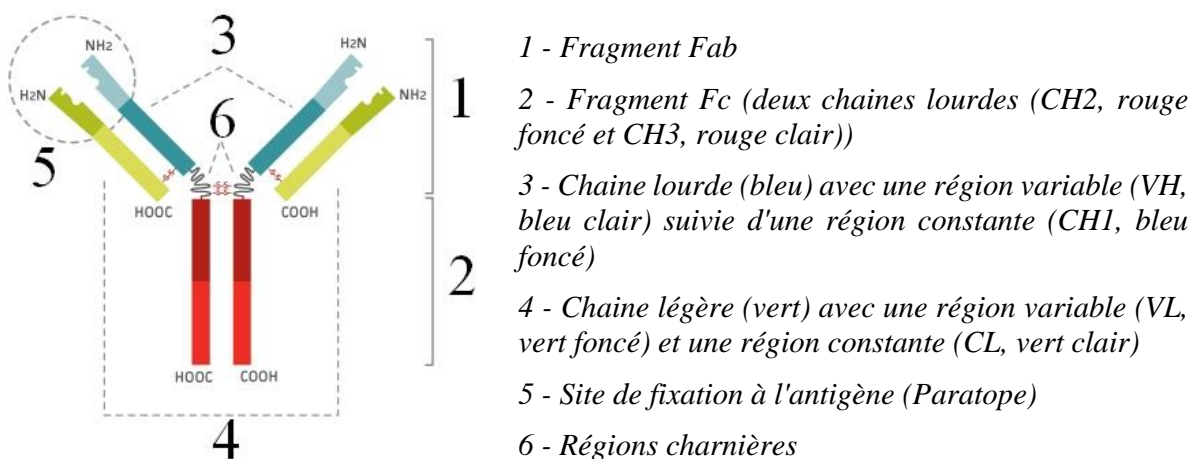 NH2
3
H2N
H2N
NH2
1
6
5
HOOC
COOH
2
HOOC
COOH
4
1 - Fragment Fab
2 - Fragment Fc (deux chaines lourdes (CH2, rouge
foncé et CH3, rouge clair))
3 - Chaine lourde (bleu) avec une région variable (VH,
bleu clair) suivie d'une région constante (CH1, bleu
foncé)
4 - Chaine légère (vert) avec une région variable (VL,
vert foncé) et une région constante (CL, vert clair)
5 - Site de fixation à l'antigène (Paratope)
6 - Régions charnières